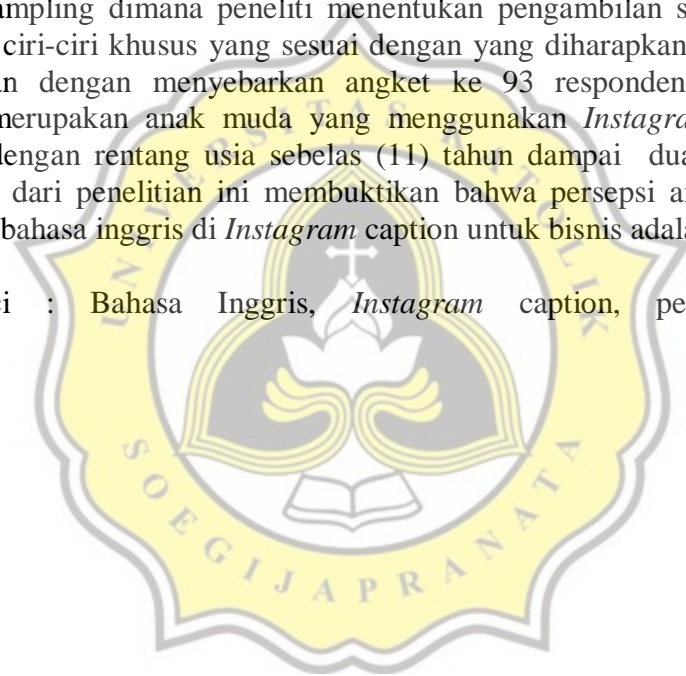 ampling dimana peneliti menentukan pengambilan s
ciri-ciri khusus yang sesuai dengan yang diharapkan
n dengan menyebarkan angket ke 93 responden
merupakan anak muda yang menggunakan Instagra
dengan rentang usia sebelas (11) tahun dampai dua
dari penelitian ini membuktikan bahwa persepsi a
bahasa inggris di Instagram caption untuk bisnis adal
i : Bahasa Inggris, Instagram caption, pe
UNIVERSITAS KATOLIK
SOEGIJAPRANATA